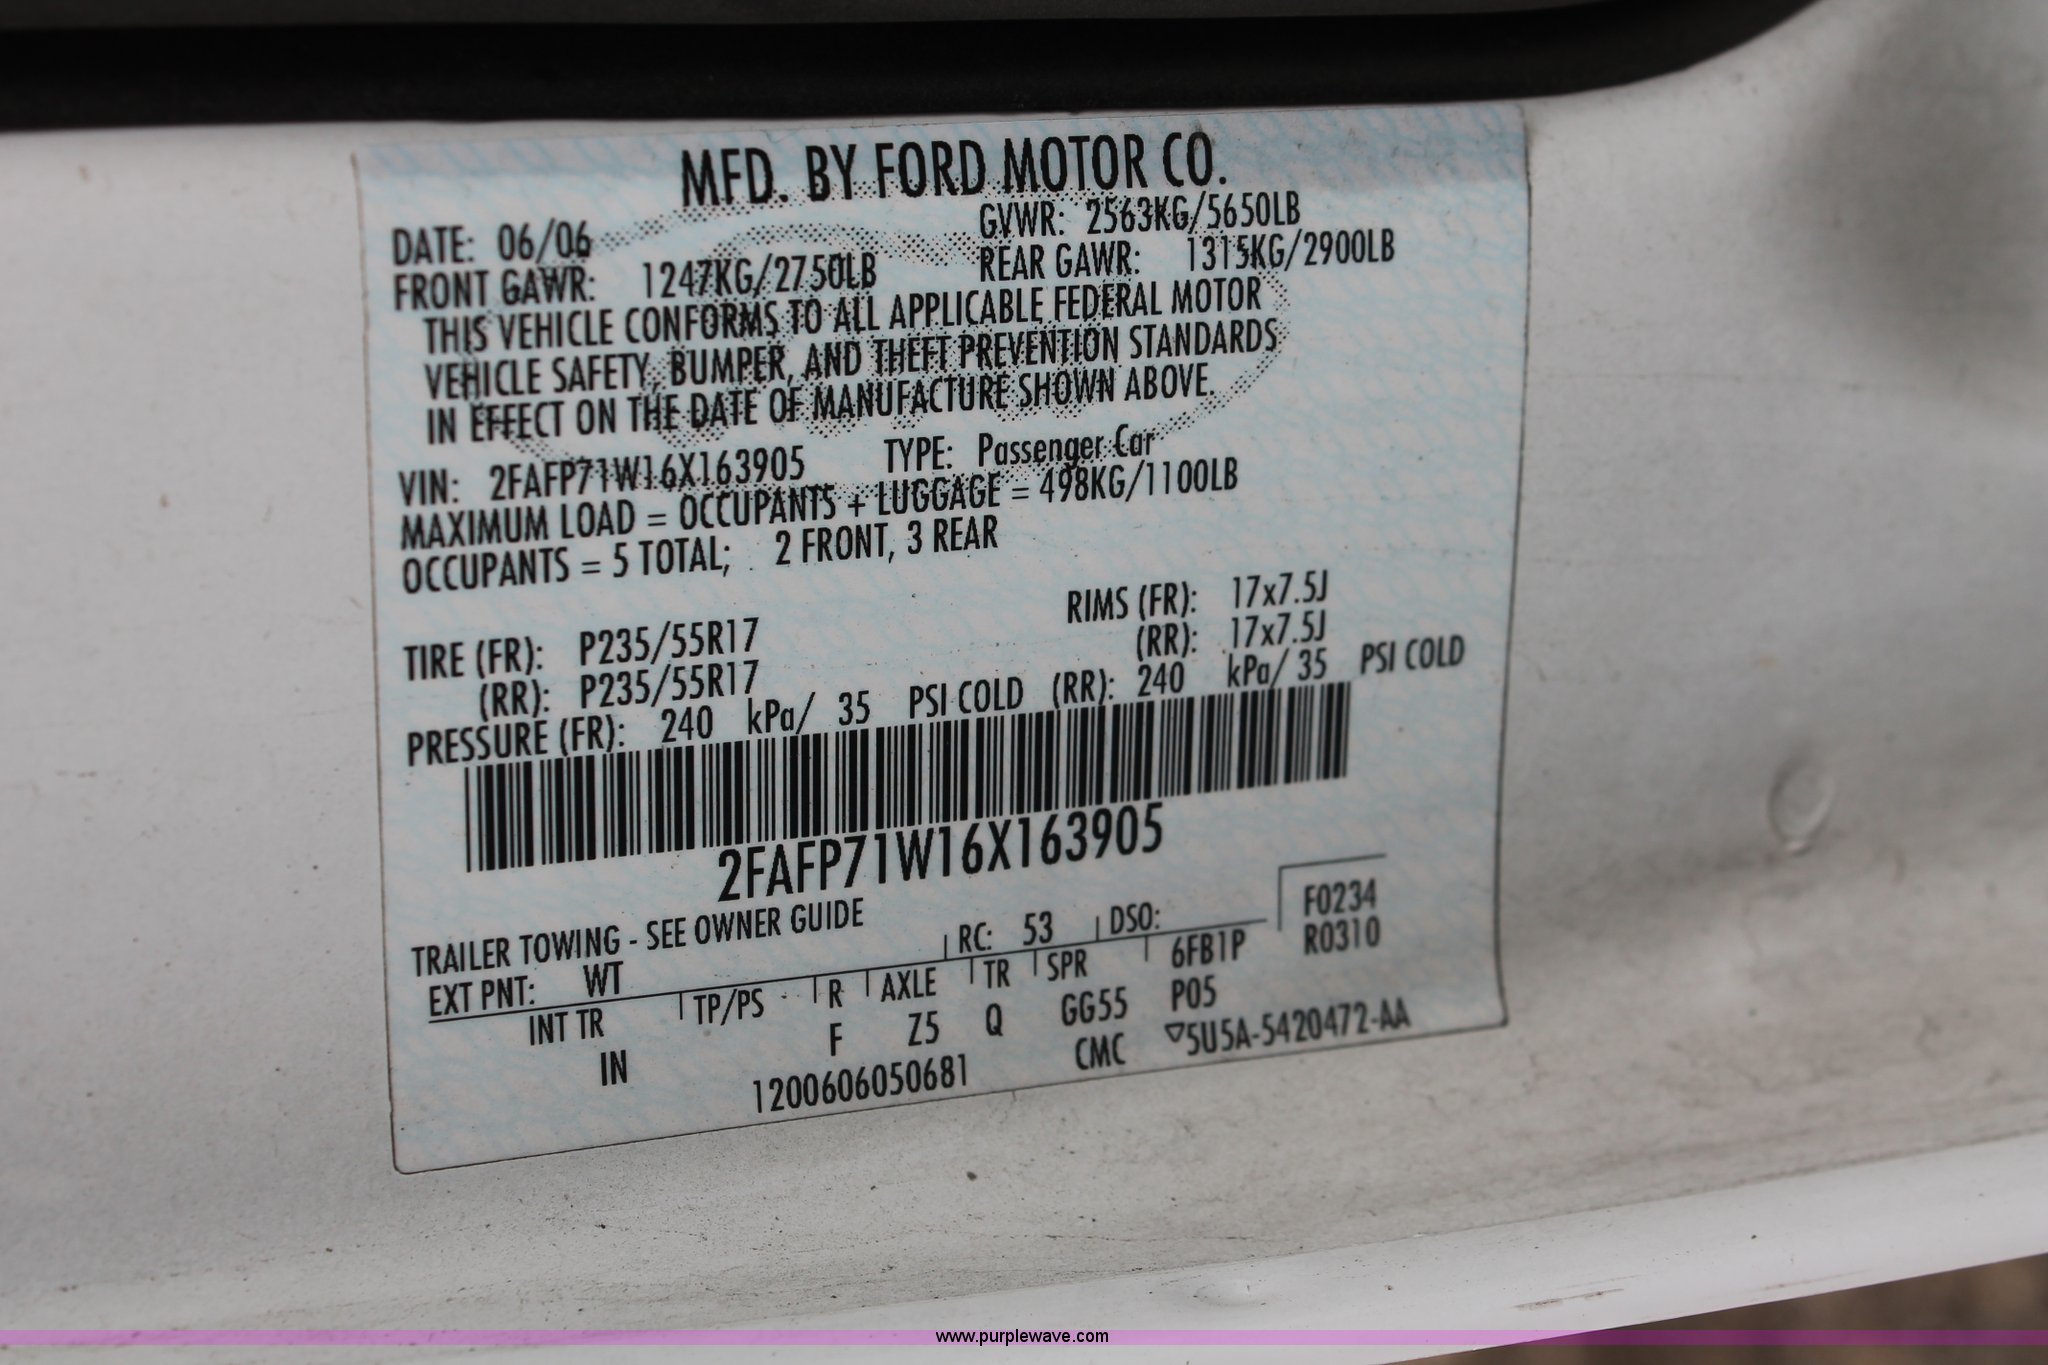 MFD. BY FORD MOTOR CO.
DATE: 06/06 GVWR: 2563KG/5650LB
FRONT GAWR: 1247KG/2750LB REAR GAWR: 1315KG/2900LB
THIS VEHICLE CONFORMS TO ALL APPLICABLE FEDERAL MOTOR
VEHICLE SAFETY, BUMPER, AND THEFT PREVENTION STANDARDS
IN EFFECT ON THE DATE OF MANUFACTURE SHOWN ABOVE.
VIN: 2FAFP71W16X163905 TYPE: Passenger Car
MAXIMUM LOAD = OCCUPANTS + LUGGAGE = 498KG/1100LB
OCCUPANTS = 5 TOTAL; 2 FRONT, 3 REAR
TIRE (FR): P235/55R17 RIMS (FR): 17x7.5J
(RR): P235/55R17 (RR): 17x7.5J
PRESSURE (FR): 240 kPa/ 35 PSI COLD (RR): 240 kPa/ 35 PSI COLD
2FAFP71W16X163905
TRAILER TOWING - SEE OWNER GUIDE
EXT PNT: WT RC: 53 DSO: F0234
INT TR TP/PS R AXLE TR SPR 6FB1P R0310
IN F Z5 Q GG55 P05
1200606050681 CMC ▽5U5A-5420472-AA
www.purplewave.com